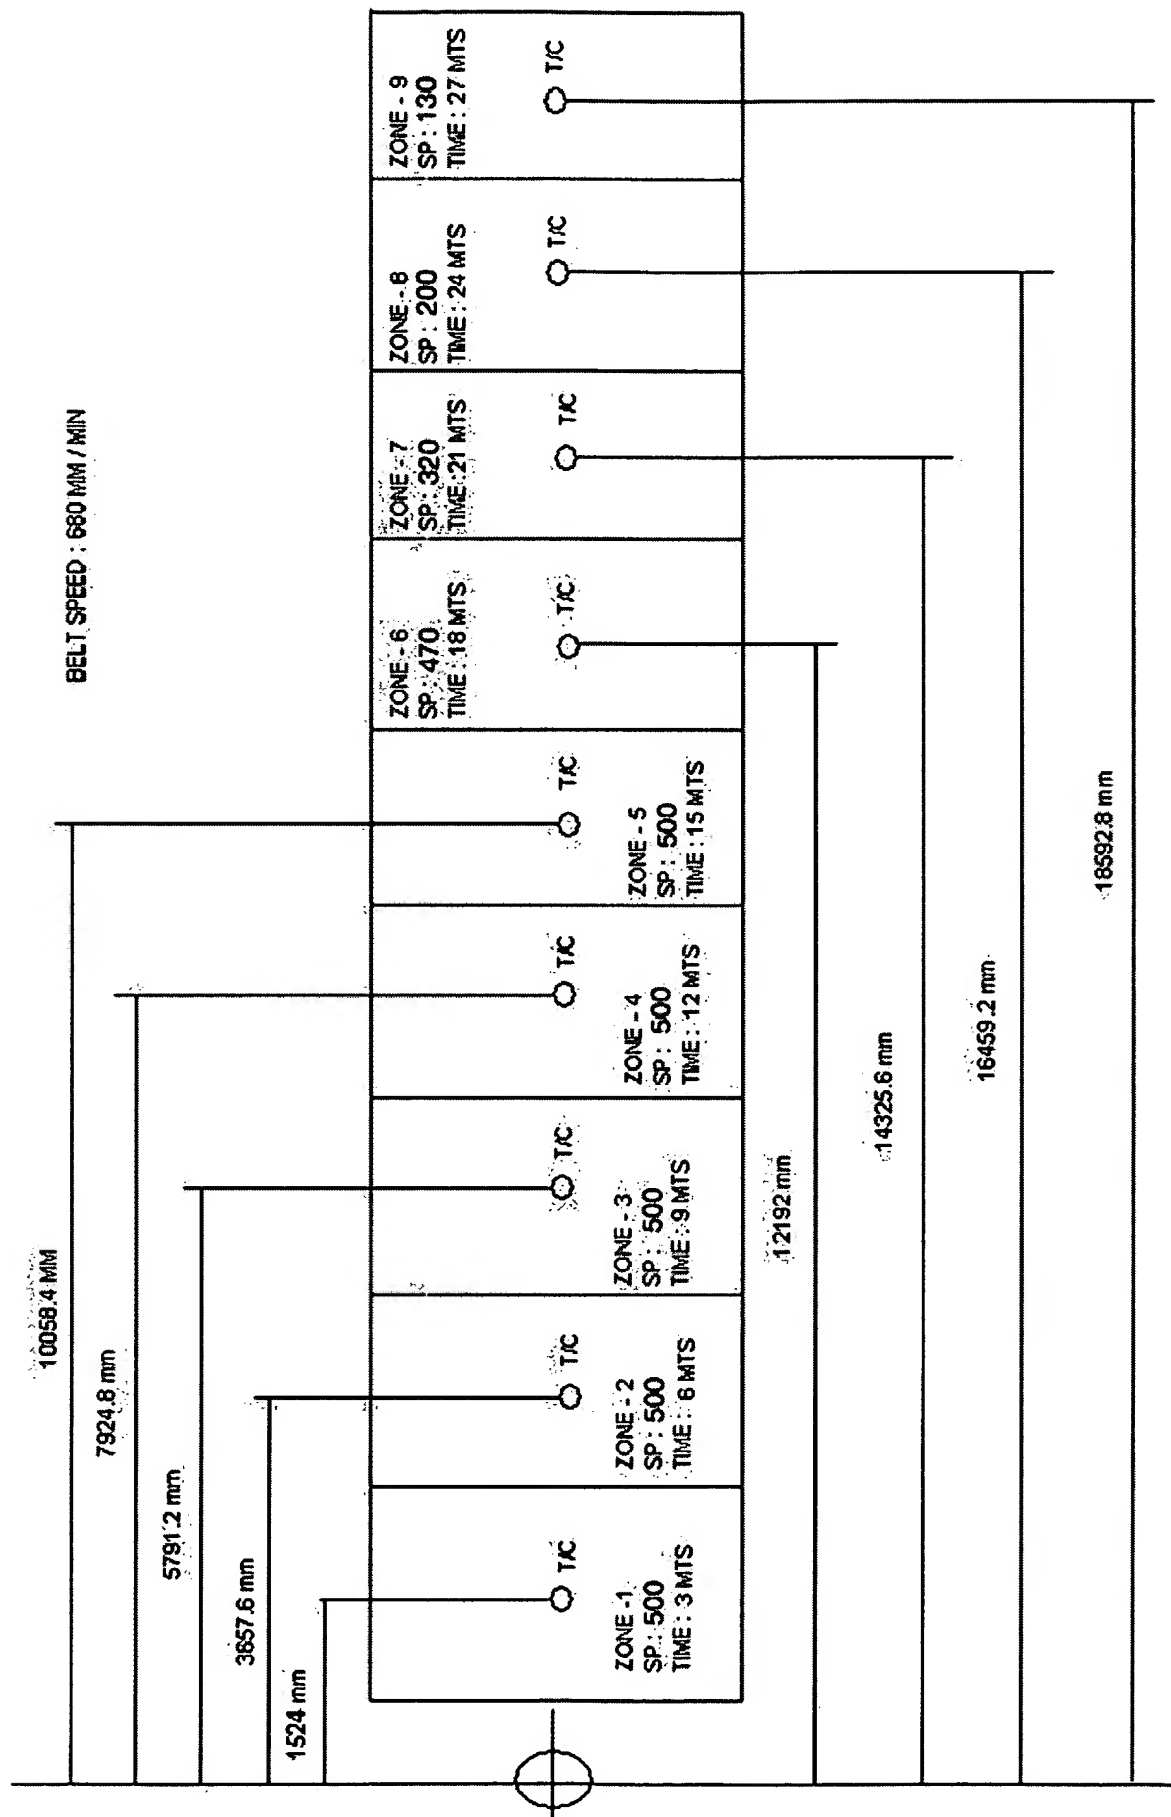 BELT SPEED : 680 MM / MIN
10058.4 MM
7924.8 mm
5791.2 mm
3657.6 mm
1524 mm
ZONE -1
SP : 500
TIME : 3 MTS
T/C
ZONE - 2
SP : 500
TIME : 6 MTS
T/C
ZONE - 3
SP : 500
TIME : 9 MTS
T/C
ZONE - 4
SP : 500
TIME : 12 MTS
T/C
ZONE - 5
SP : 500
TIME : 15 MTS
T/C
ZONE - 6
SP : 470
TIME : 18 MTS
T/C
ZONE - 7
SP : 320
TIME : 21 MTS
T/C
ZONE - 8
SP : 200
TIME : 24 MTS
T/C
ZONE - 9
SP : 130
TIME : 27 MTS
T/C
12192 mm
14325.6 mm
16459.2 mm
18592.8 mm